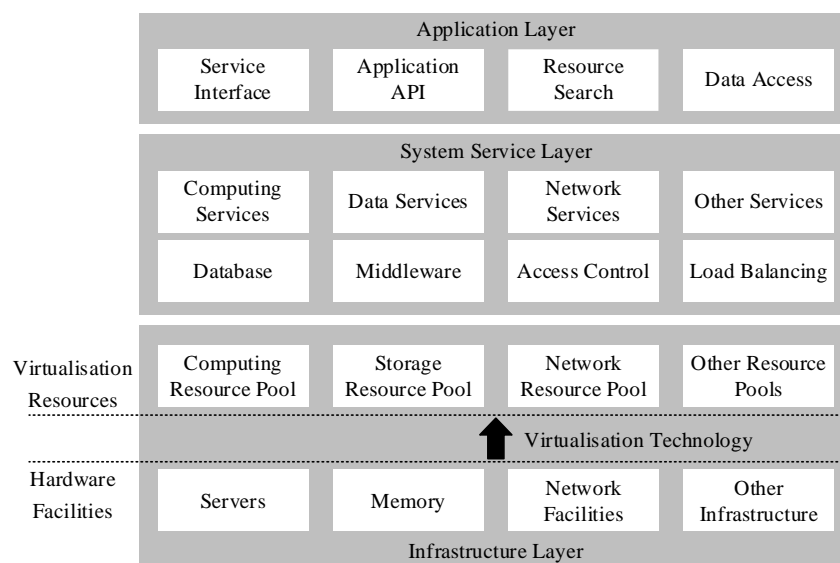 Application Layer
Service
Interface
Application
API
Resource
Search
Data Access
System Service Layer
Computing
Services
Data Services
Network
Services
Other Services
Database
Middleware
Access Control
Load Balancing
Virtualisation
Resources
Computing
Resource Pool
Storage
Resource Pool
Network
Resource Pool
Other Resource
Pools
Virtualisation Technology
Hardware
Facilities
Servers
Memory
Network
Facilities
Other
Infrastructure
Infrastructure Layer